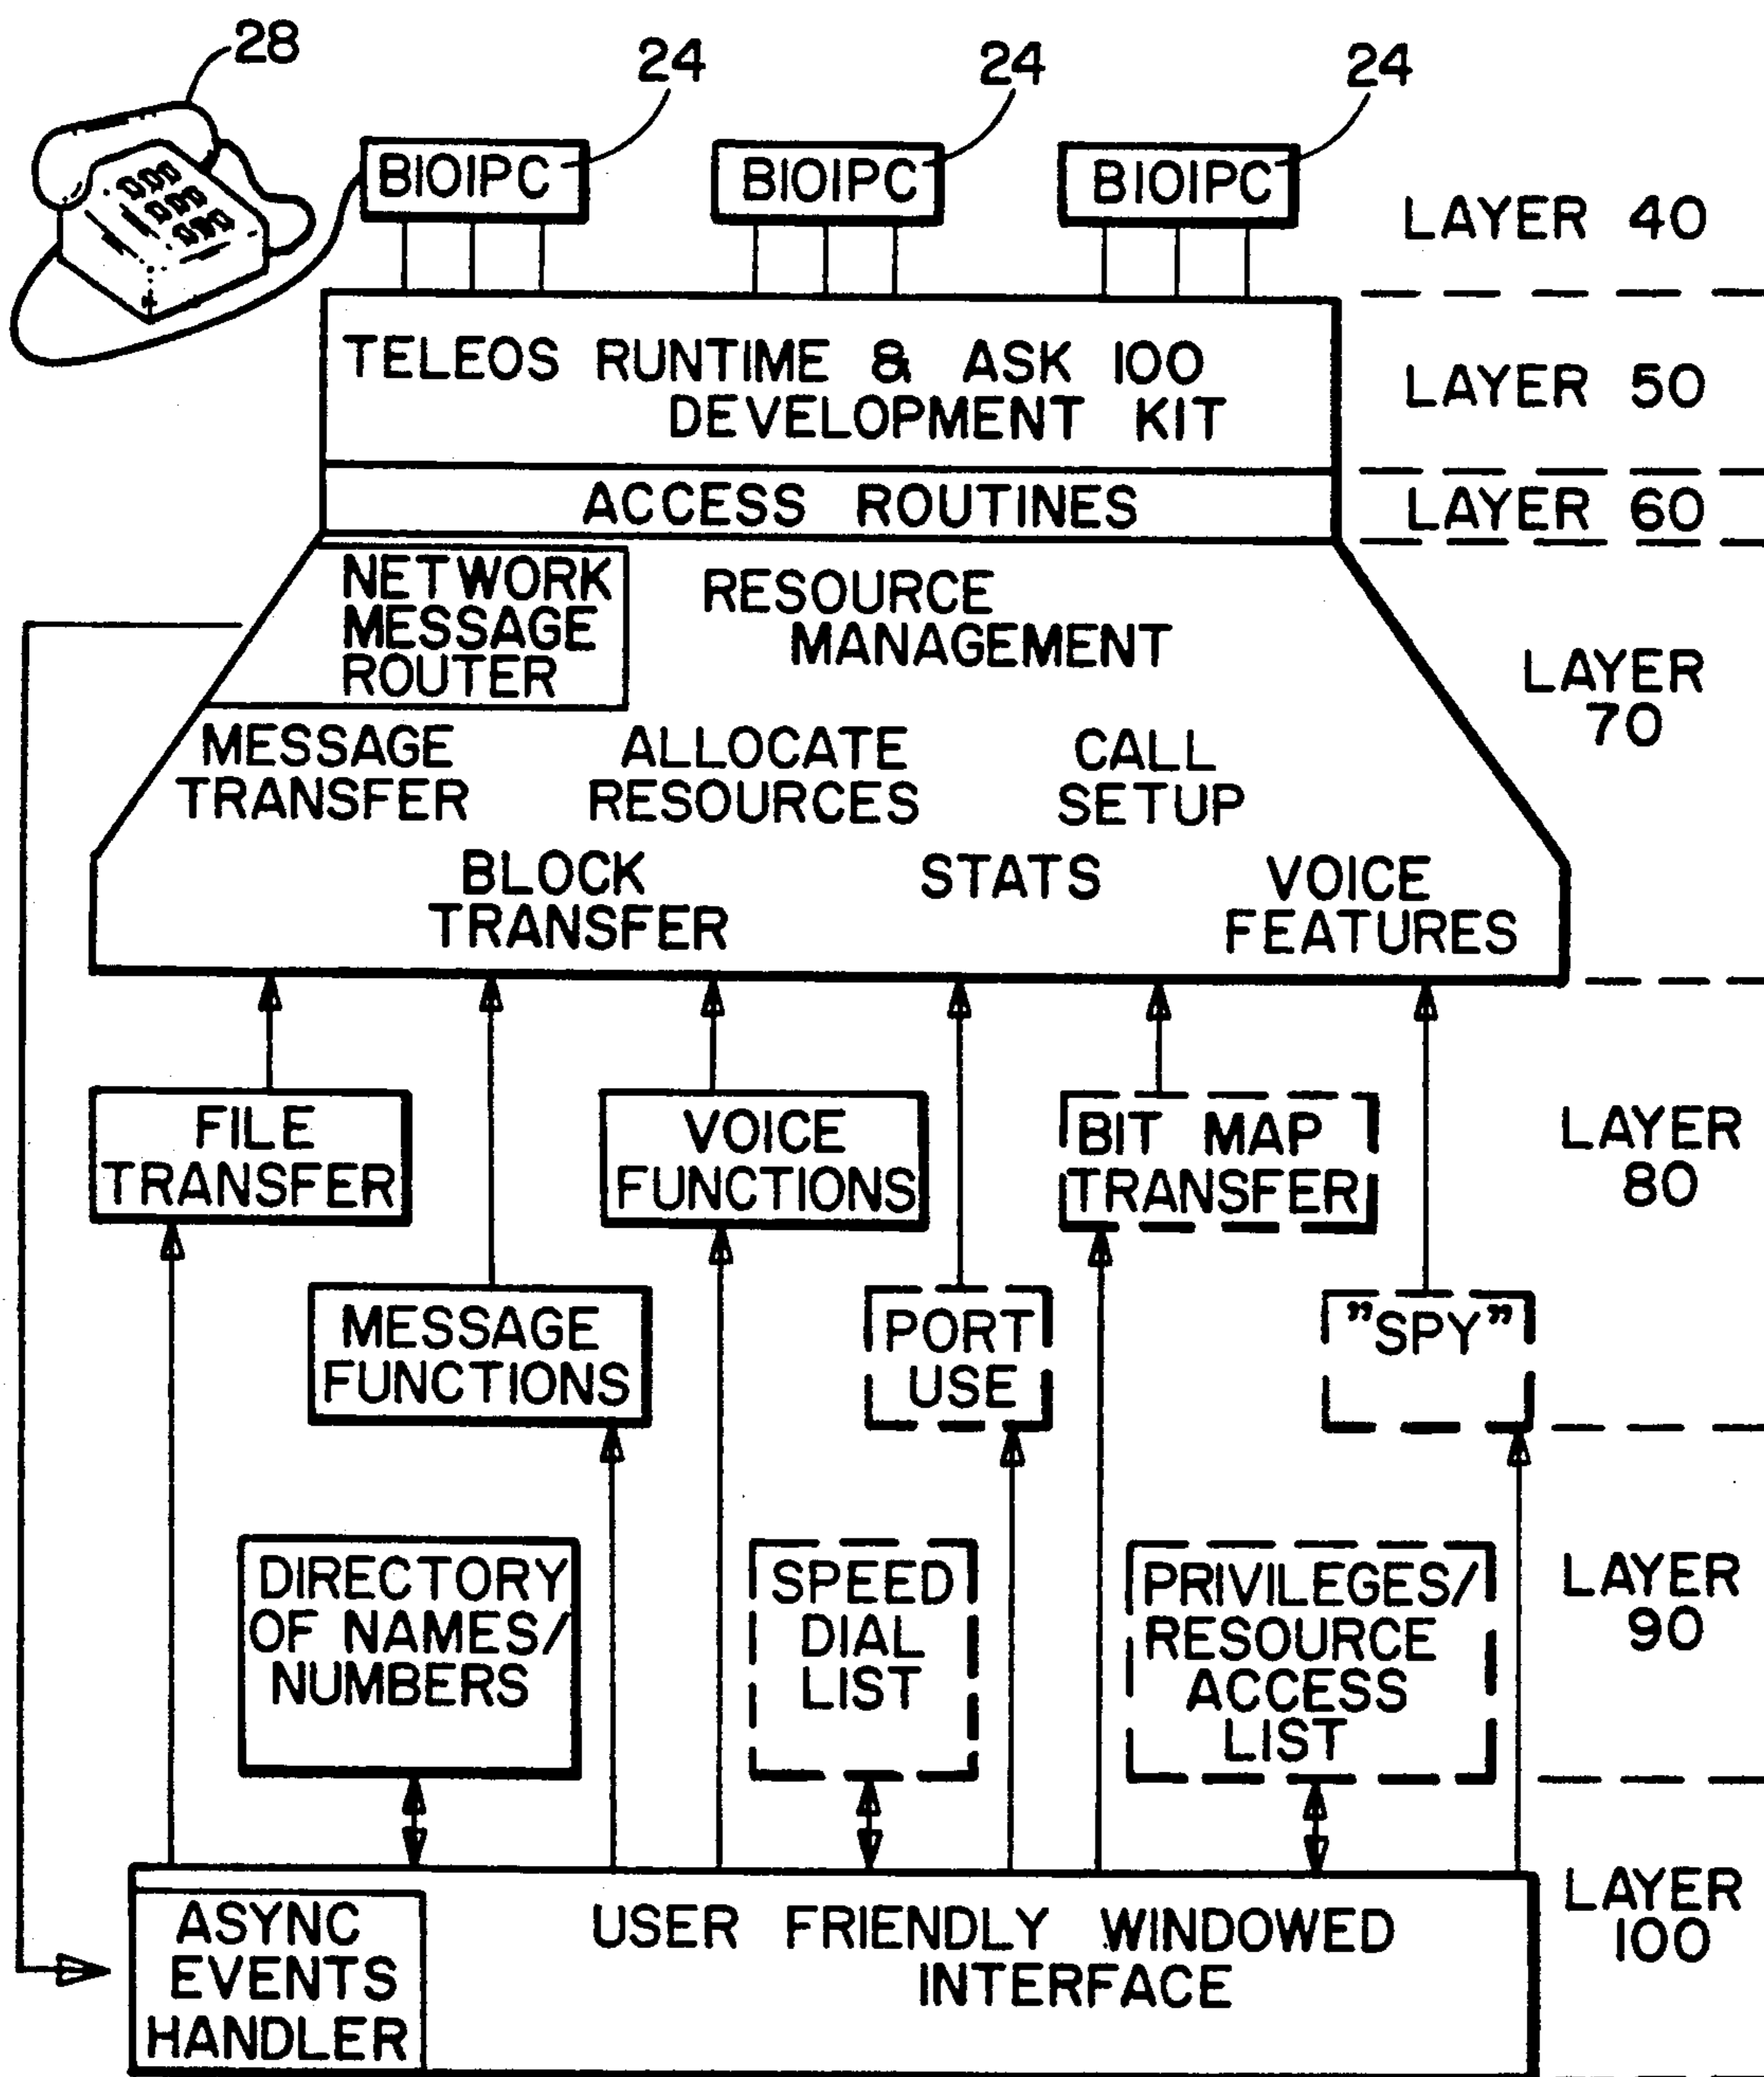 28
24
24
24
BIOIPC
BIOIPC
BIOIPC
LAYER 40
TELEOS RUNTIME & ASK 100
DEVELOPMENT KIT
LAYER 50
ACCESS ROUTINES
LAYER 60
NETWORK
MESSAGE
ROUTER
RESOURCE
MANAGEMENT
LAYER
70
MESSAGE
TRANSFER
ALLOCATE
RESOURCES
CALL
SETUP
BLOCK
TRANSFER
STATS
VOICE
FEATURES
FILE
TRANSFER
VOICE
FUNCTIONS
BIT MAP
TRANSFER
LAYER
80
MESSAGE
FUNCTIONS
PORT
USE
"SPY"
DIRECTORY
OF NAMES/
NUMBERS
SPEED
DIAL
LIST
PRIVILEGES/
RESOURCE
ACCESS
LIST
LAYER
90
ASYNC
EVENTS
HANDLER
USER FRIENDLY WINDOWED
INTERFACE
LAYER
100